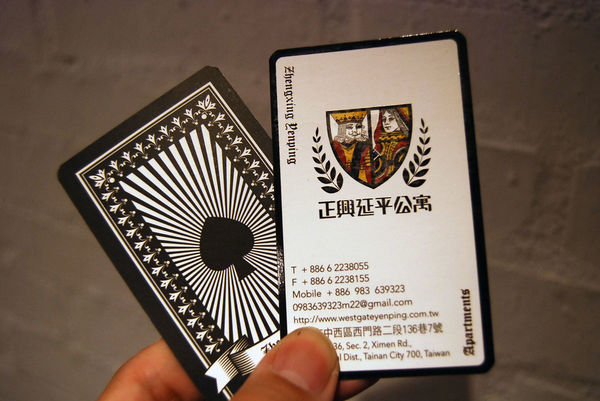 Zhengxing Yenping
正興延平公寓
T + 886 6 2238055
F + 886 6 2238155
Mobile + 886 983 639323
0983639323m22@gmail.com
http://www.westgateyenping.com.tw
中西區西門路二段136巷7號
36, Sec. 2, Ximen Rd.,
Dist., Tainan City 700, Taiwan
Apartments